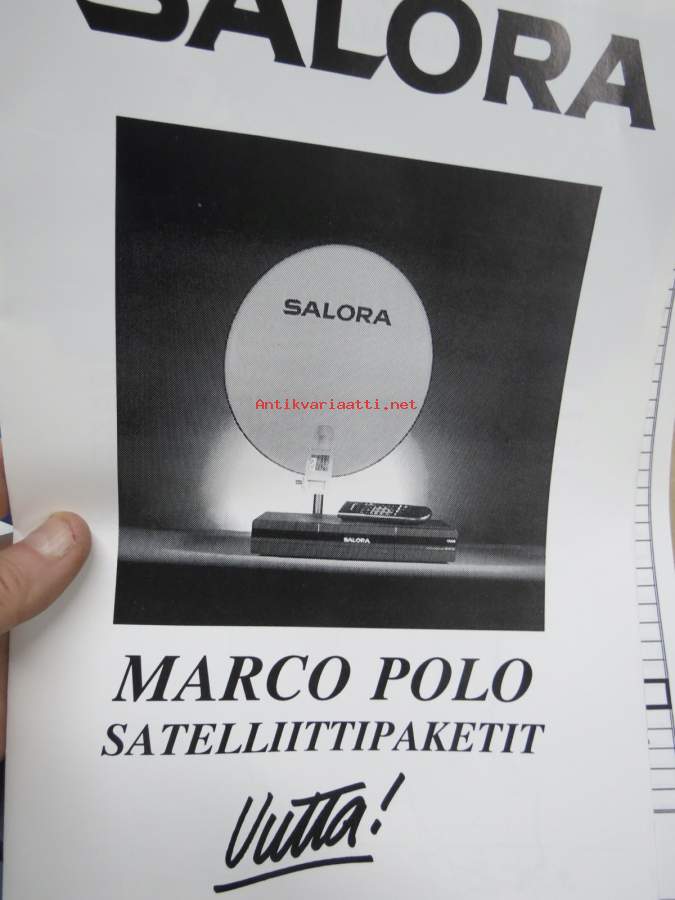 SALORA
SALORA
Antikvariaatti.net
SALORA
MARCO POLO
SATELLIITTIPAKETIT
Uutta!